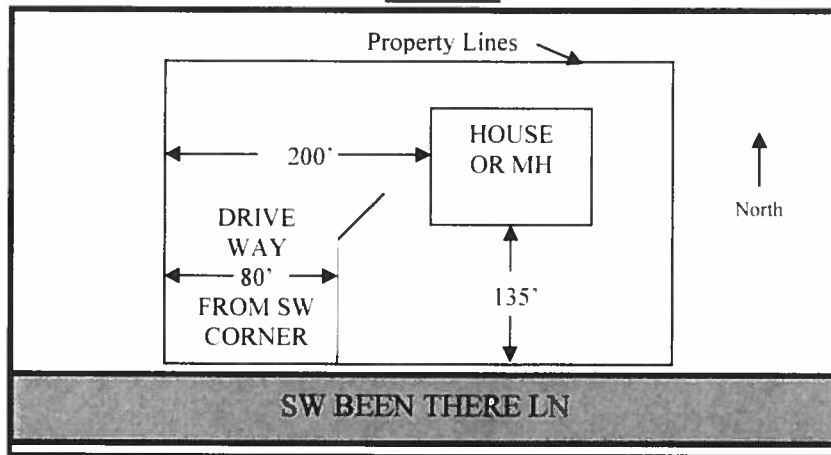 Property Lines
HOUSE
OR MH
200'
North
DRIVE
WAY
80'
FROM SW
CORNER
135'
SW BEEN THERE LN